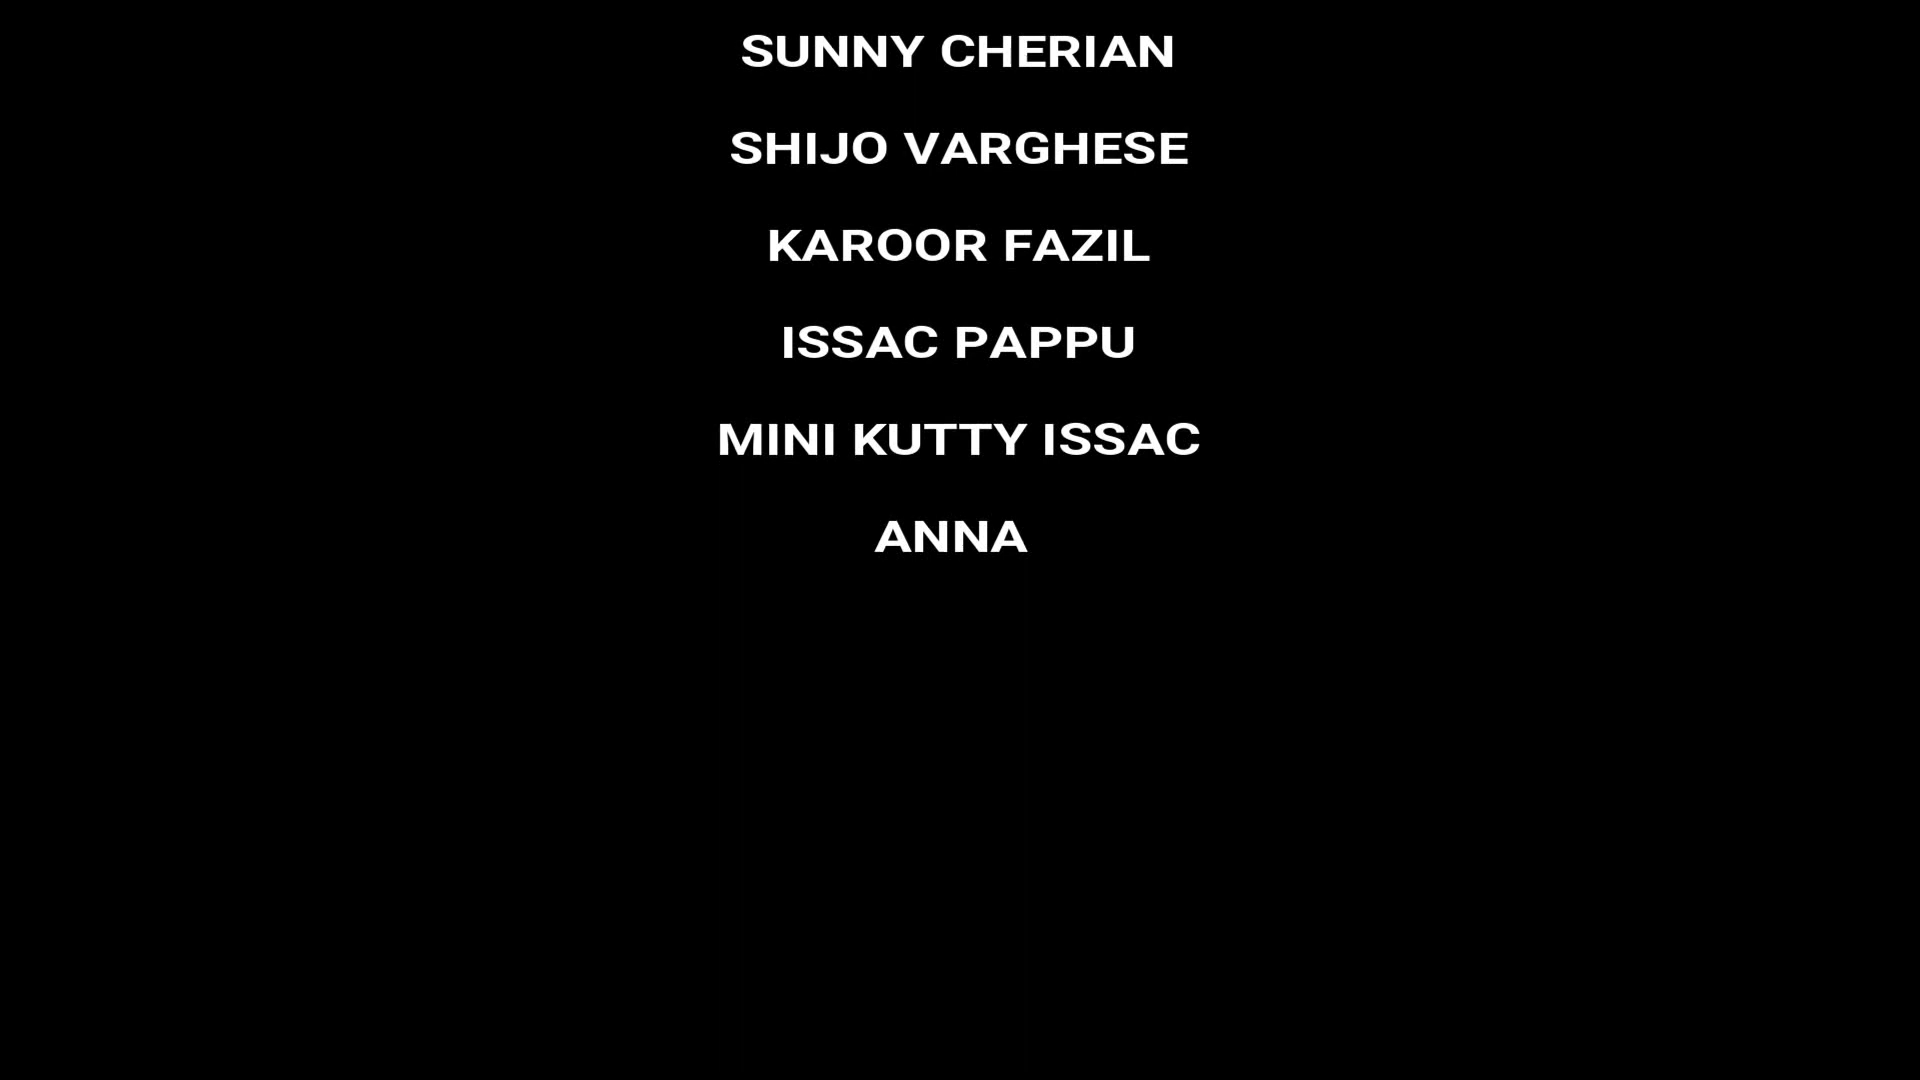 SUNNY CHERIAN
SHIJO VARGHESE
KAROOR FAZIL
ISSAC PAPPU
MINI KUTTY ISSAC
ANNA